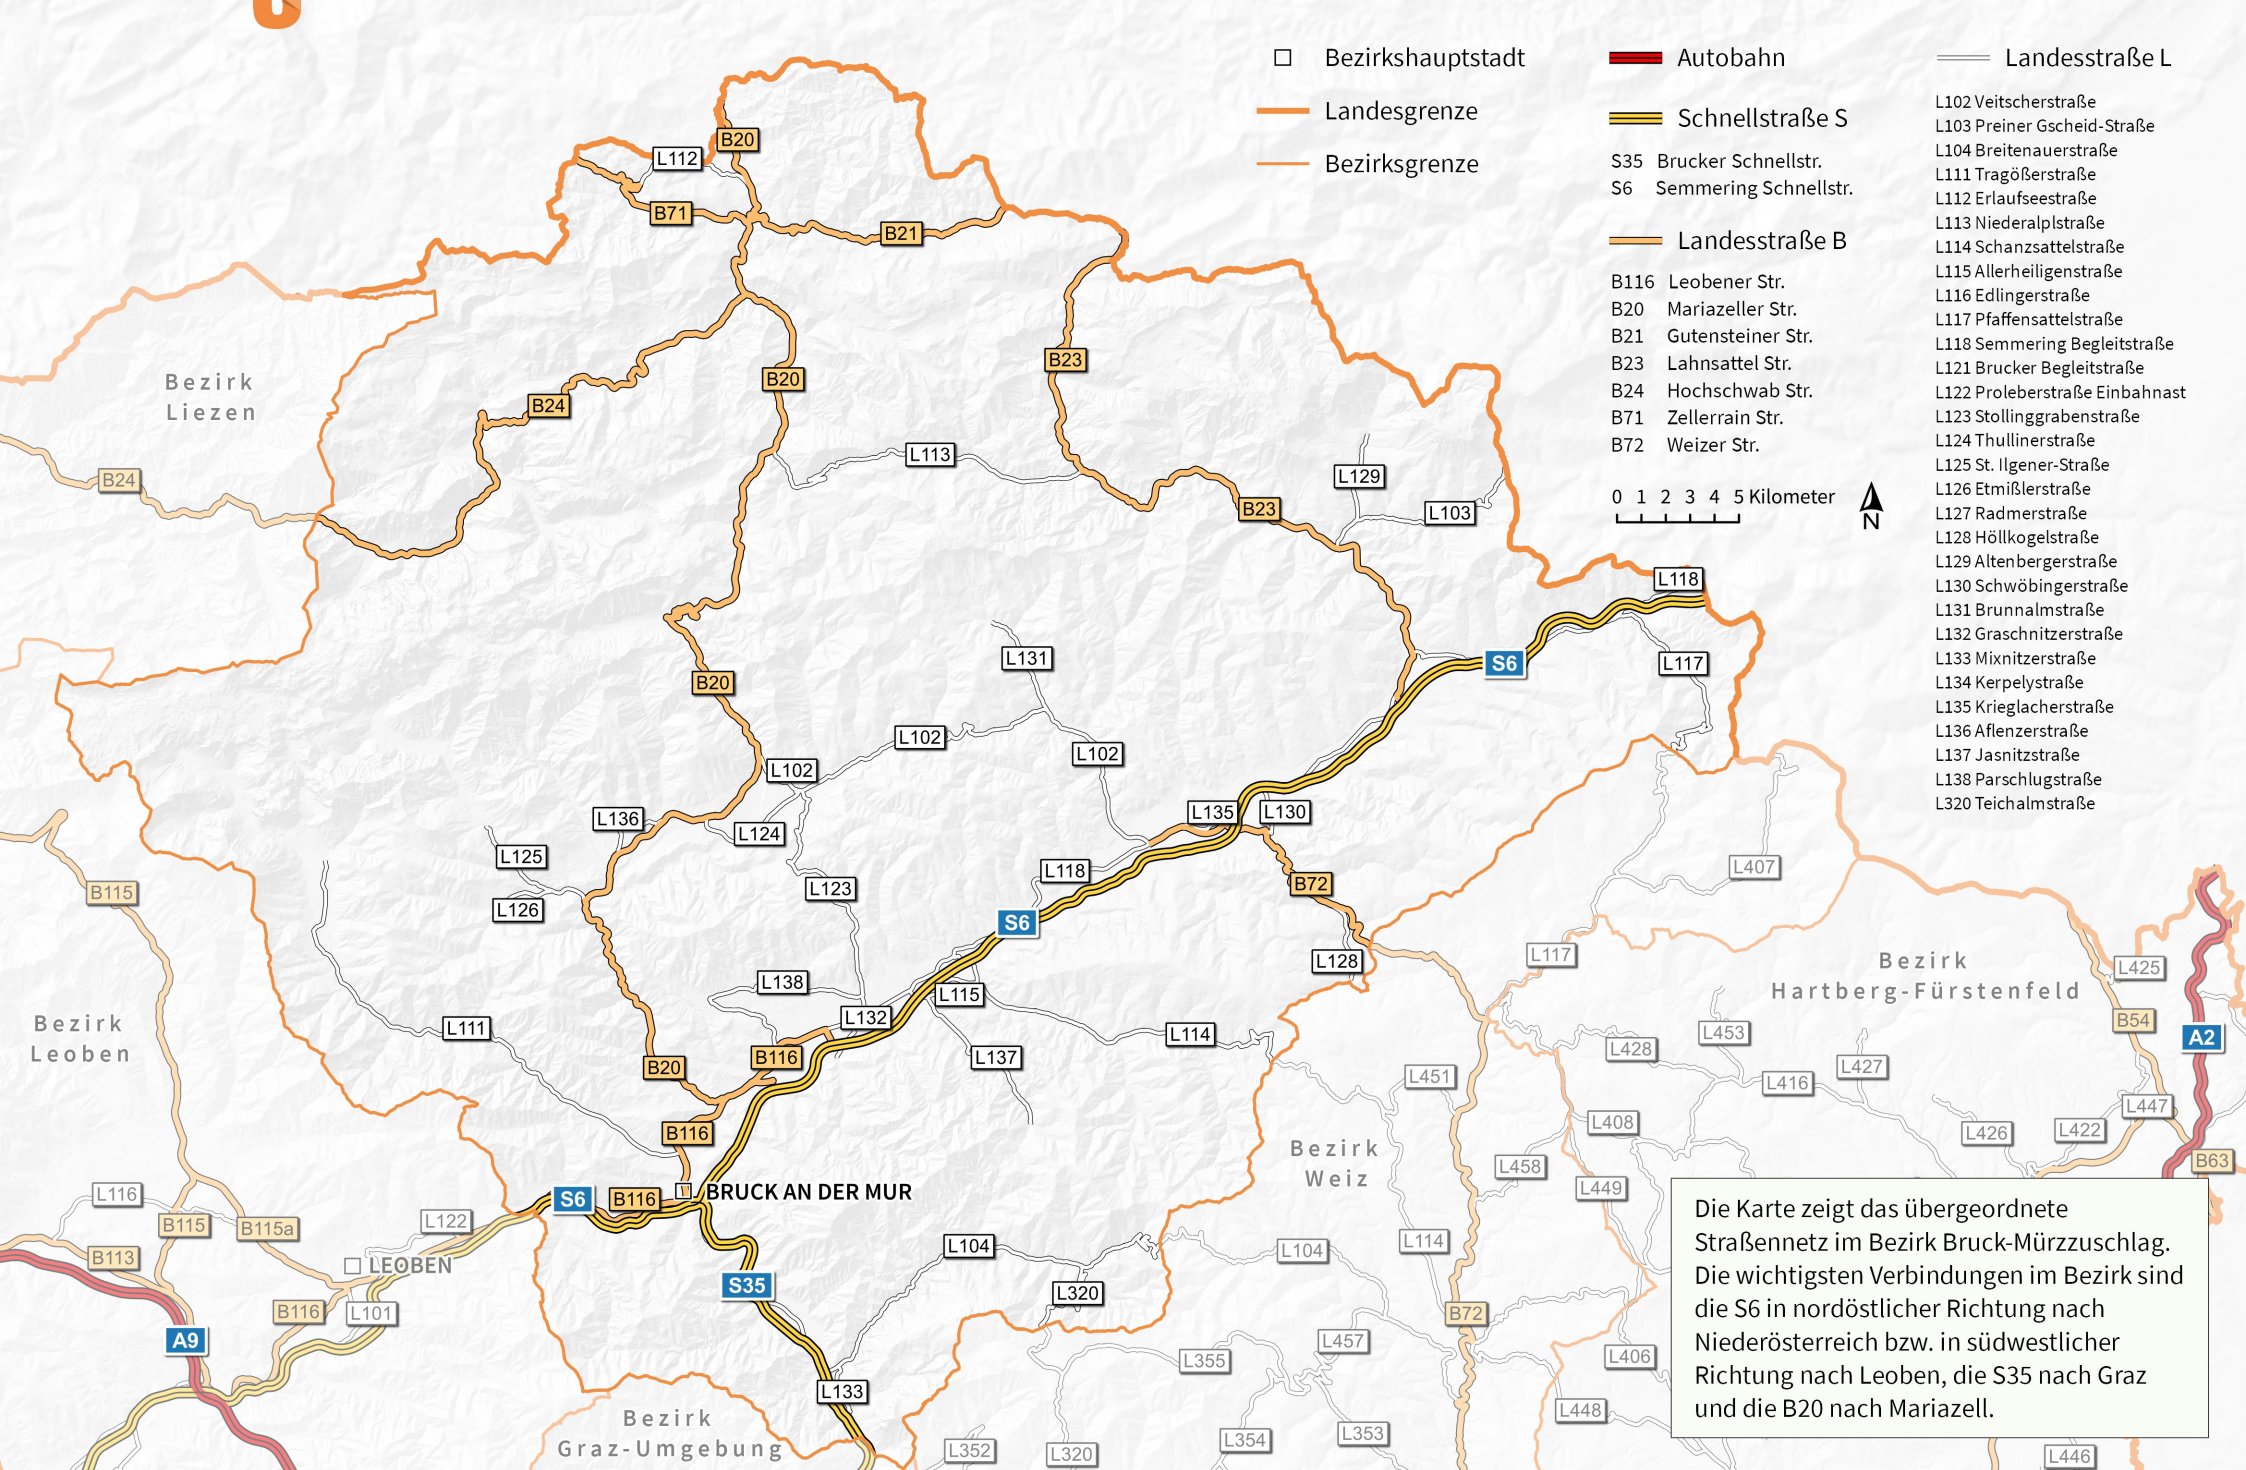 Bezirkshauptstadt
Landesgrenze
Bezirksgrenze
Autobahn
Schnellstraße S
S35 Brucker Schnellstr.
S6 Semmering Schnellstr.
Landesstraße B
B116 Leobener Str.
B20 Mariazeller Str.
B21 Gutensteiner Str.
B23 Lahnsattel Str.
B24 Hochschwab Str.
B71 Zellerrain Str.
B72 Weizer Str.
0 1 2 3 4 5 Kilometer
N
Landesstraße L
L102 Veitscherstraße
L103 Preiner Gscheid-Straße
L104 Breitenauerstraße
L111 Tragößerstraße
L112 Erlaufseestraße
L113 Niederalplstraße
L114 Schanzsattelstraße
L115 Allerheiligenstraße
L116 Edlingerstraße
L117 Pfaffensattelstraße
L118 Semmering Begleitstraße
L121 Brucker Begleitstraße
L122 Proleberstraße Einbahnast
L123 Stollinggrabenstraße
L124 Thullinerstraße
L125 St. Ilgener-Straße
L126 Etmißlerstraße
L127 Radmerstraße
L128 Höllkogelstraße
L129 Altenbergerstraße
L130 Schwöbingerstraße
L131 Brunnalmstraße
L132 Graschnitzerstraße
L133 Mixnitzerstraße
L134 Kerpelystraße
L135 Krieglacherstraße
L136 Aflenzerstraße
L137 Jasnitzstraße
L138 Parschlugstraße
L320 Teichalmstraße
B20
L112
B71
B21
B23
B20
Bezirk
Liezen
B24
L113
L129
B24
B23
L103
L118
L131
S6
L117
B20
L102
L102
L102
L136
L124
L135
L130
L125
L118
L407
B72
L123
B115
L126
S6
L128
L117
Bezirk
Hartberg-Fürstenfeld
L425
L138
L115
L132
Bezirk
Leoben
L111
L114
L453
B54
A2
L428
B116
L137
B20
L427
L451
L416
L447
L408
B116
L426
L422
Bezirk
Weiz
L458
B63
L449
BRUCK AN DER MUR
L116
S6
B116
B115
B115a
L122
L104
L104
L114
B113
LEOBEN
S35
L320
B116
L101
B72
A9
L457
L355
L406
L133
L448
Bezirk
Graz-Umgebung
L352
L320
L354
L353
L446
Die Karte zeigt das übergeordnete
Straßennetz im Bezirk Bruck-Mürzzuschlag.
Die wichtigsten Verbindungen im Bezirk sind
die S6 in nordöstlicher Richtung nach
Niederösterreich bzw. in südwestlicher
Richtung nach Leoben, die S35 nach Graz
und die B20 nach Mariazell.